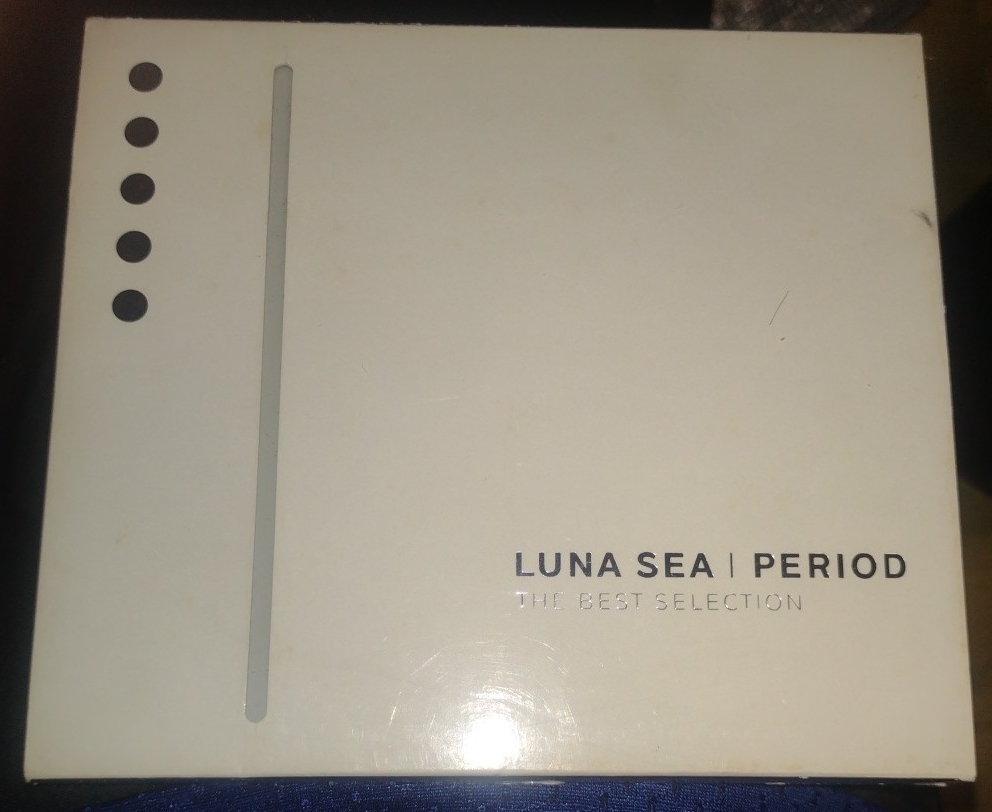 LUNA SEA | PERIOD
THE BEST SELECTION